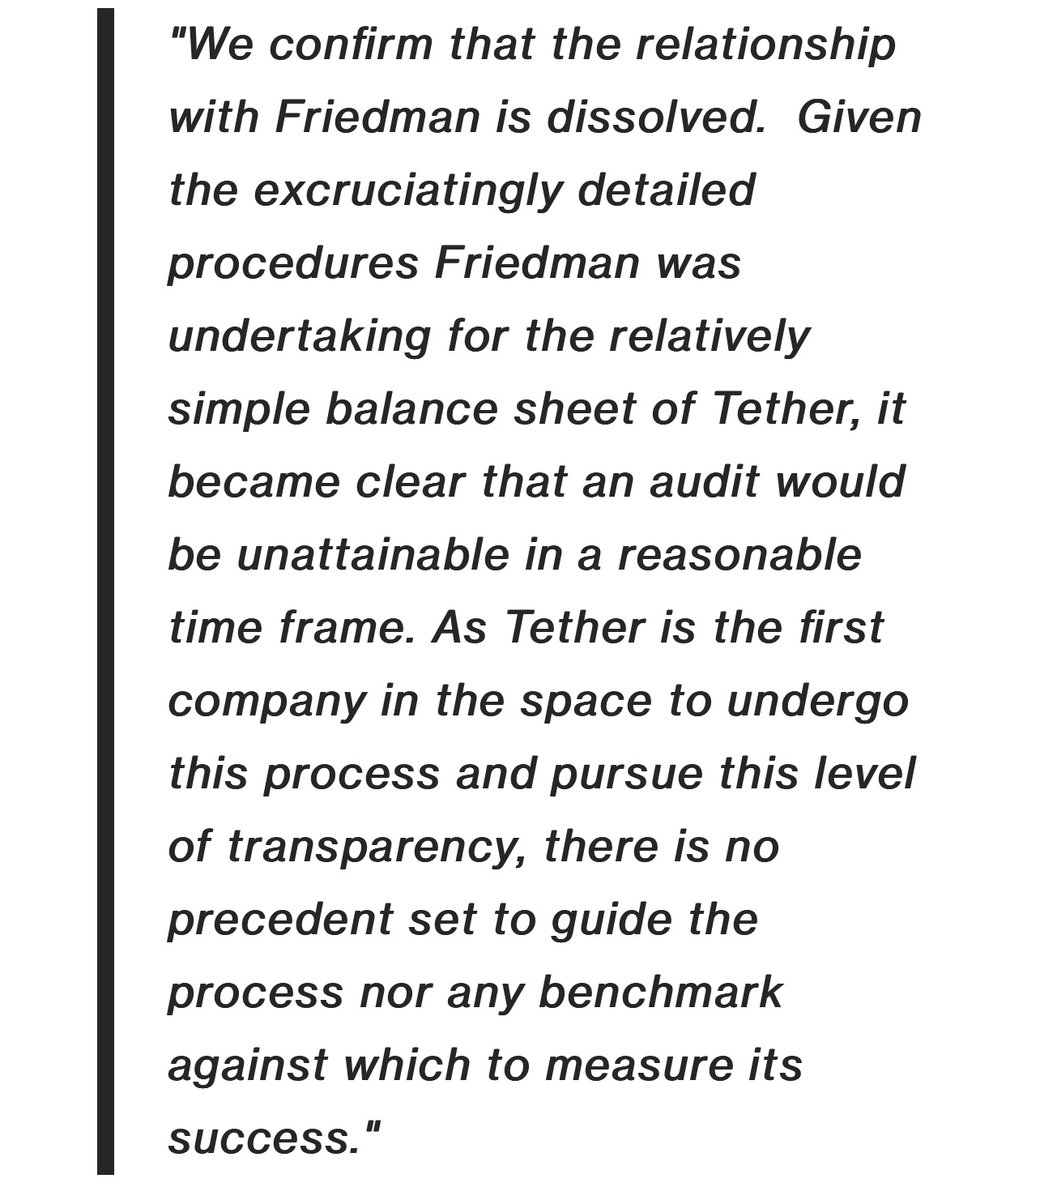 "We confirm that the relationship
with Friedman is dissolved.  Given
the excruciatingly detailed
procedures Friedman was
undertaking for the relatively
simple balance sheet of Tether, it
became clear that an audit would
be unattainable in a reasonable
time frame. As Tether is the first
company in the space to undergo
this process and pursue this level
of transparency, there is no
precedent set to guide the
process nor any benchmark
against which to measure its
success."